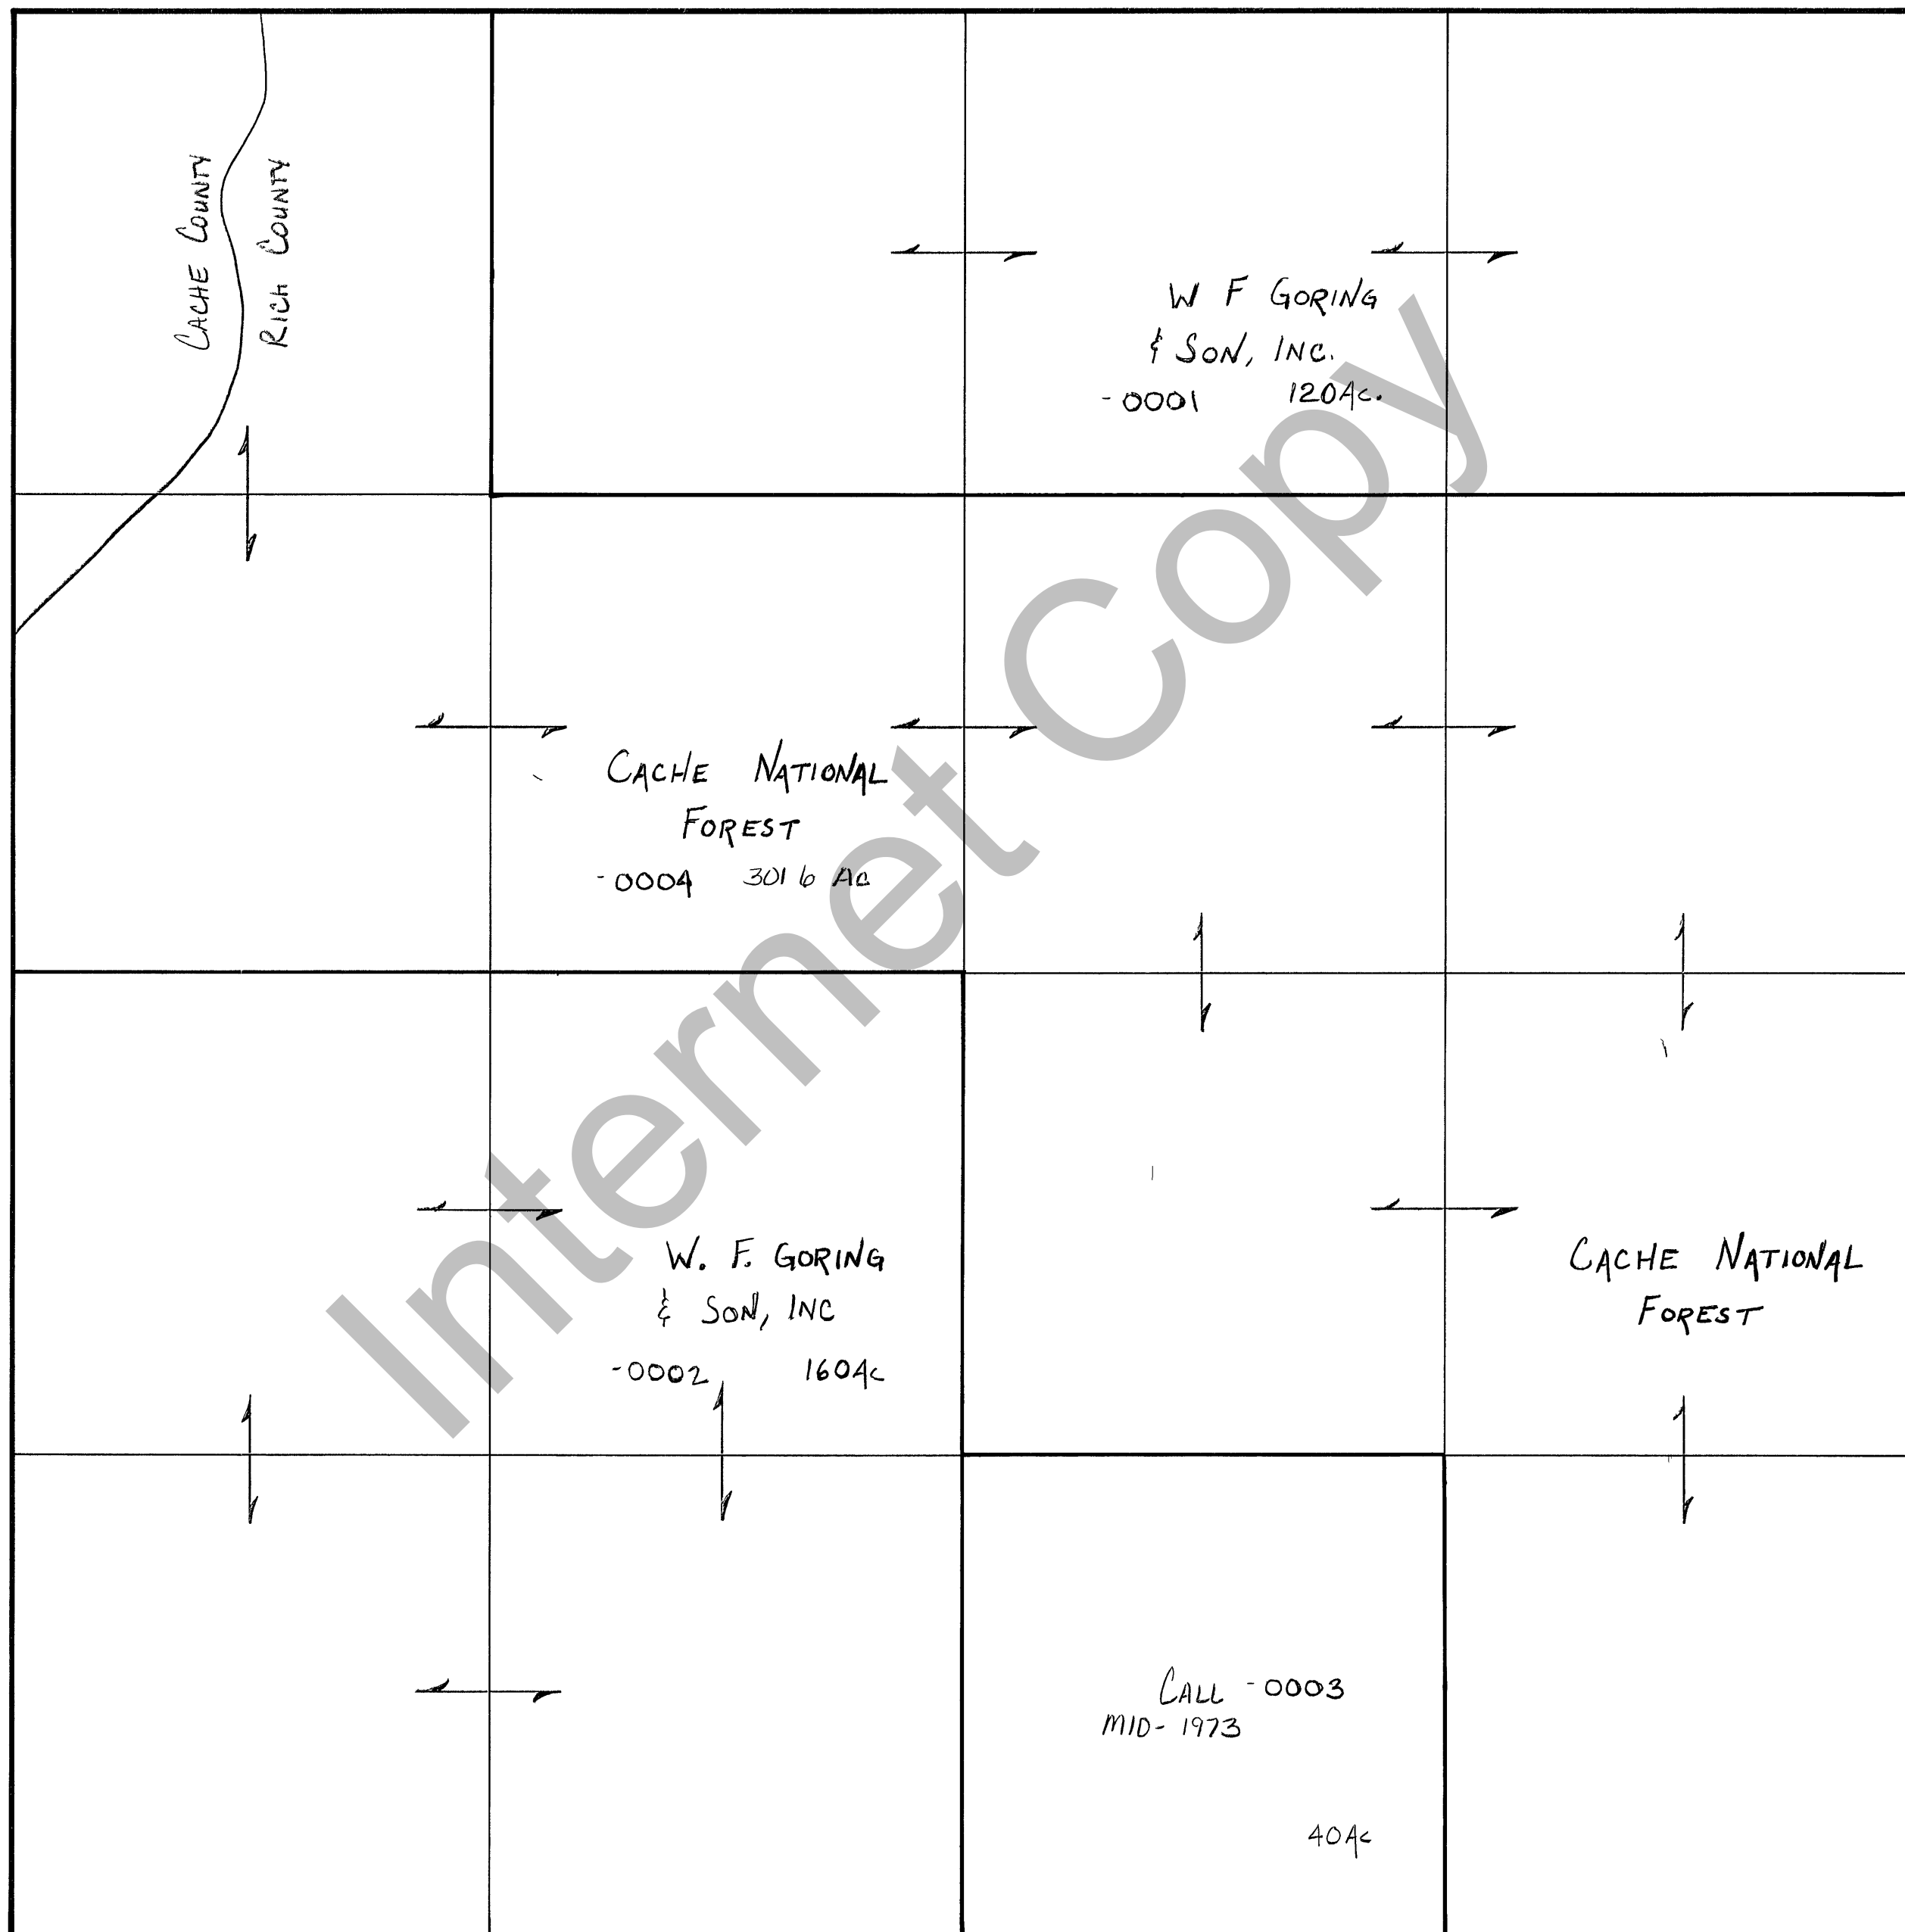 CACHE COUNTY
RICH COUNTY
W F GORING
& SON, INC.
-0001 120Ac.
CACHE NATIONAL
FOREST
-0004 301 6 Ac
W. F. GORING
& SON, INC
-0002 160Ac
CACHE NATIONAL
FOREST
CALL -0003
MID- 1973
40Ac
Internet Copy